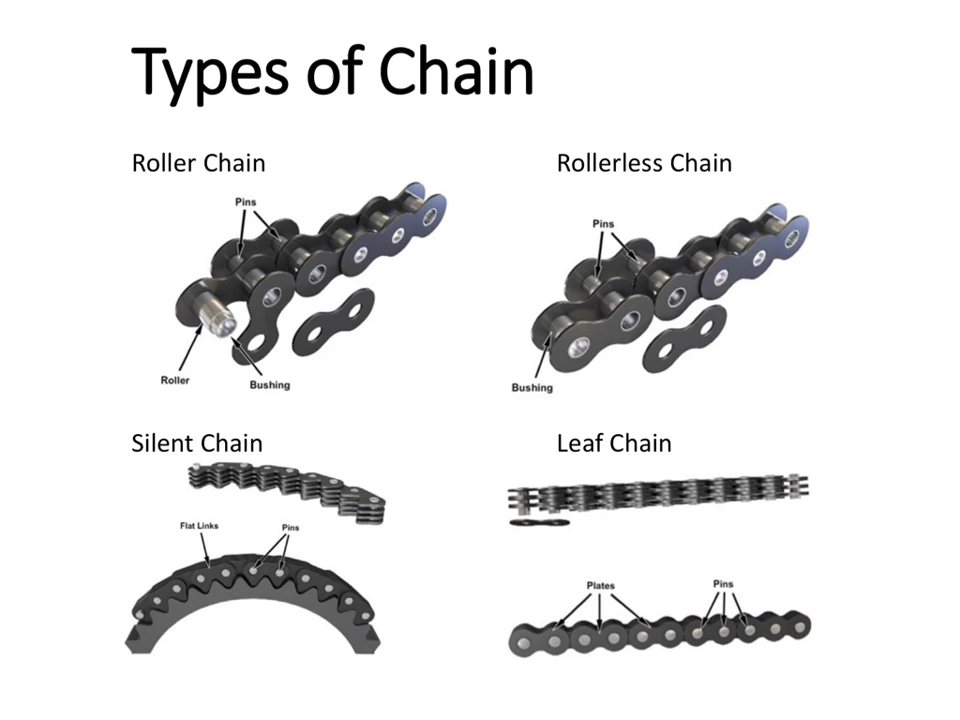 Types of Chain
Roller Chain
Rollerless Chain
Pins
Pins
Roller
Bushing
Bushing
Silent Chain
Leaf Chain
Flat Links
Pins
Plates
Pins